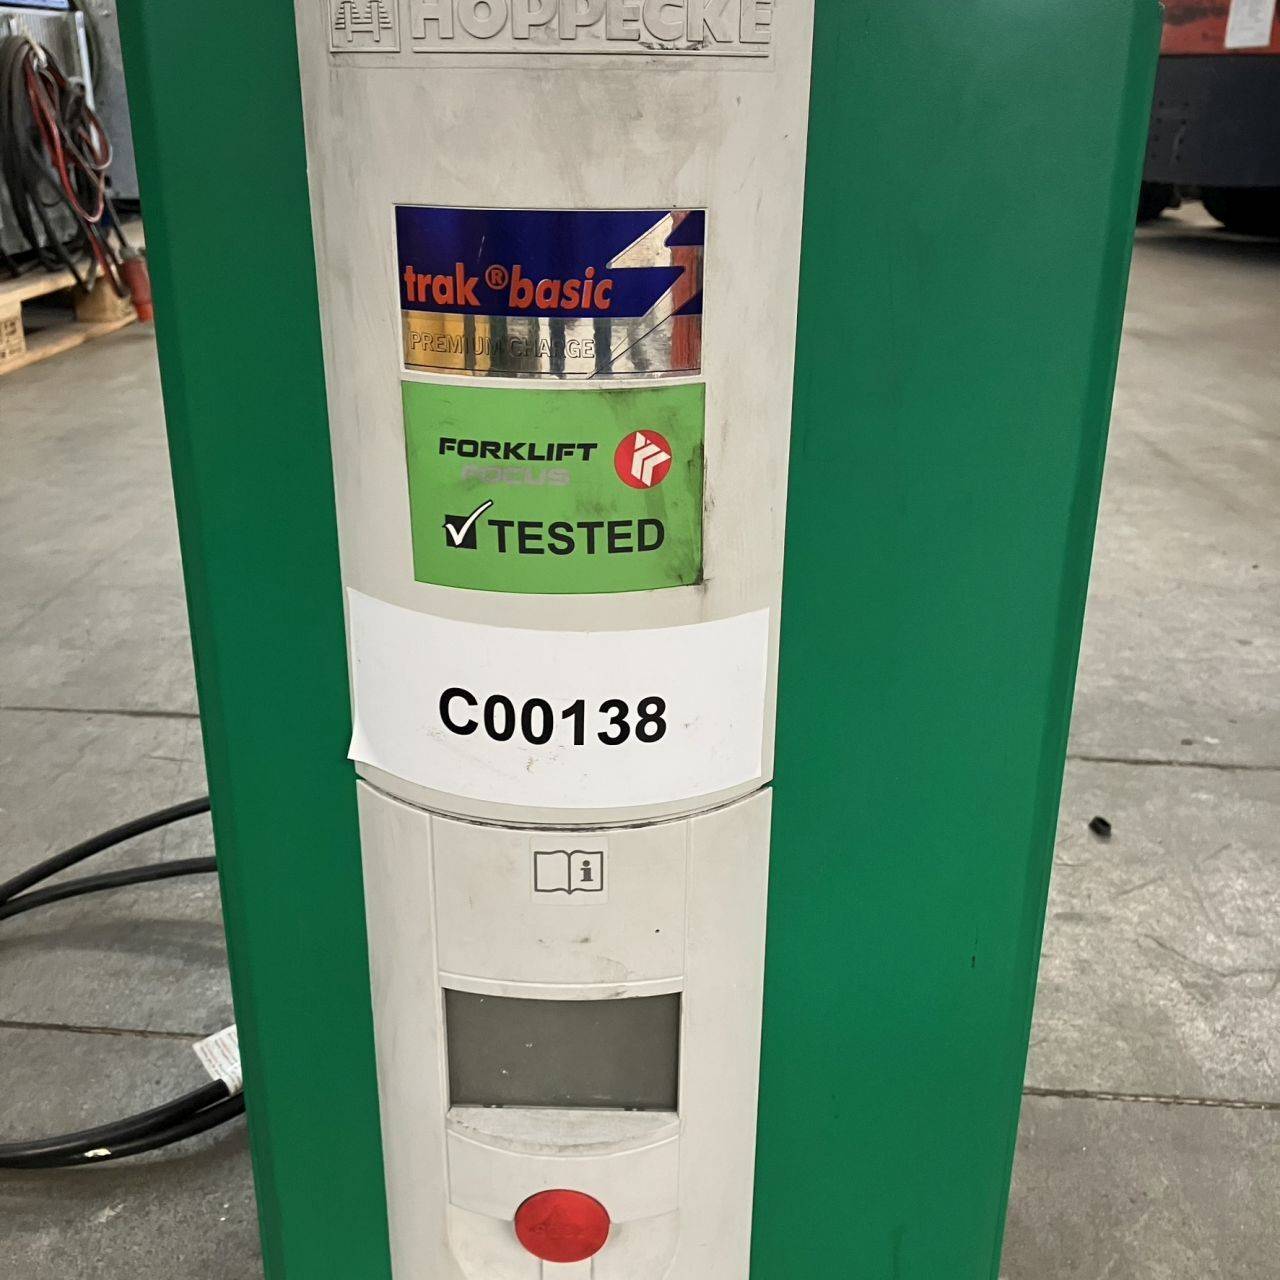 HOPPECKE
trak®basic
PREMIUM CHARGE
FORKLIFT
FOCUS
TESTED
C00138
i